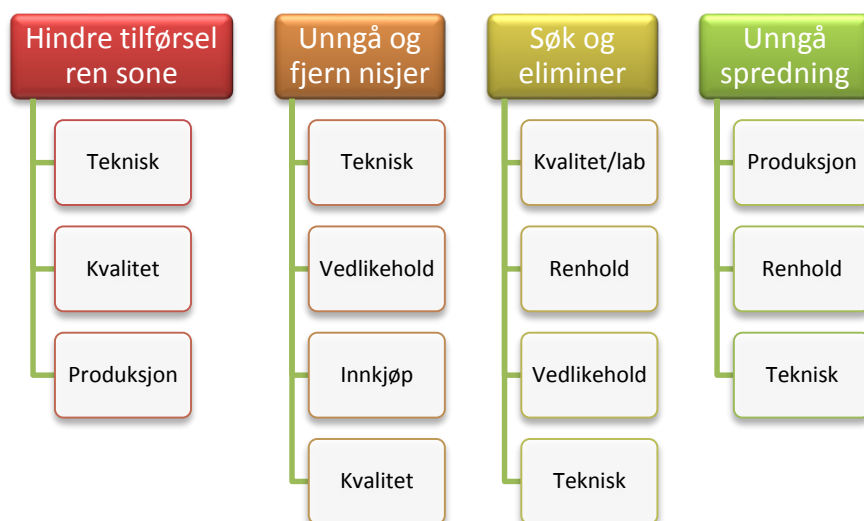 Hindre tilførsel
ren sone
Teknisk
Kvalitet
Produksjon
Unngå og
fjern nisjer
Teknisk
Vedlikehold
Innkjøp
Kvalitet
Søk og
eliminer
Kvalitet/lab
Renhold
Vedlikehold
Teknisk
Unngå
spredning
Produksjon
Renhold
Teknisk